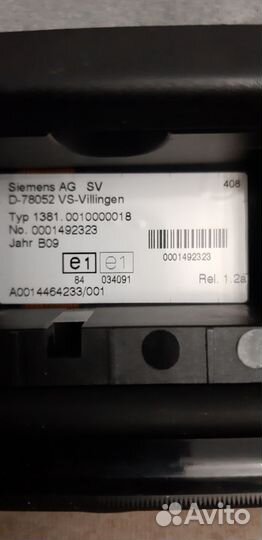 Siemens AG SV 408
D-78052 VS-Villingen
Typ 1381.0010000018
No. 0001492323
Jahr B09
0001492323
e1 e1
84 034091 Rel. 1.2a
A0014464233/001
Avito